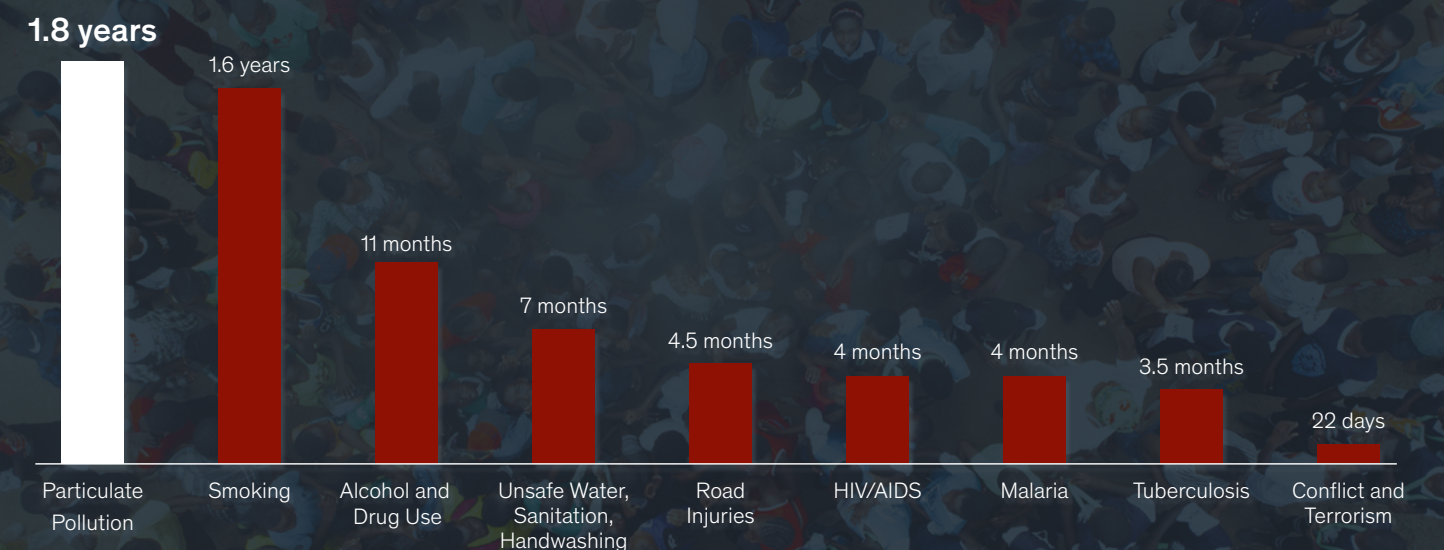 1.8 years
1.6 years
11 months
7 months
4.5 months
4 months
4 months
3.5 months
22 days
Particulate
Pollution
Smoking
Alcohol and
Drug Use
Unsafe Water,
Sanitation,
Handwashing
Road
Injuries
HIV/AIDS
Malaria
Tuberculosis
Conflict and
Terrorism